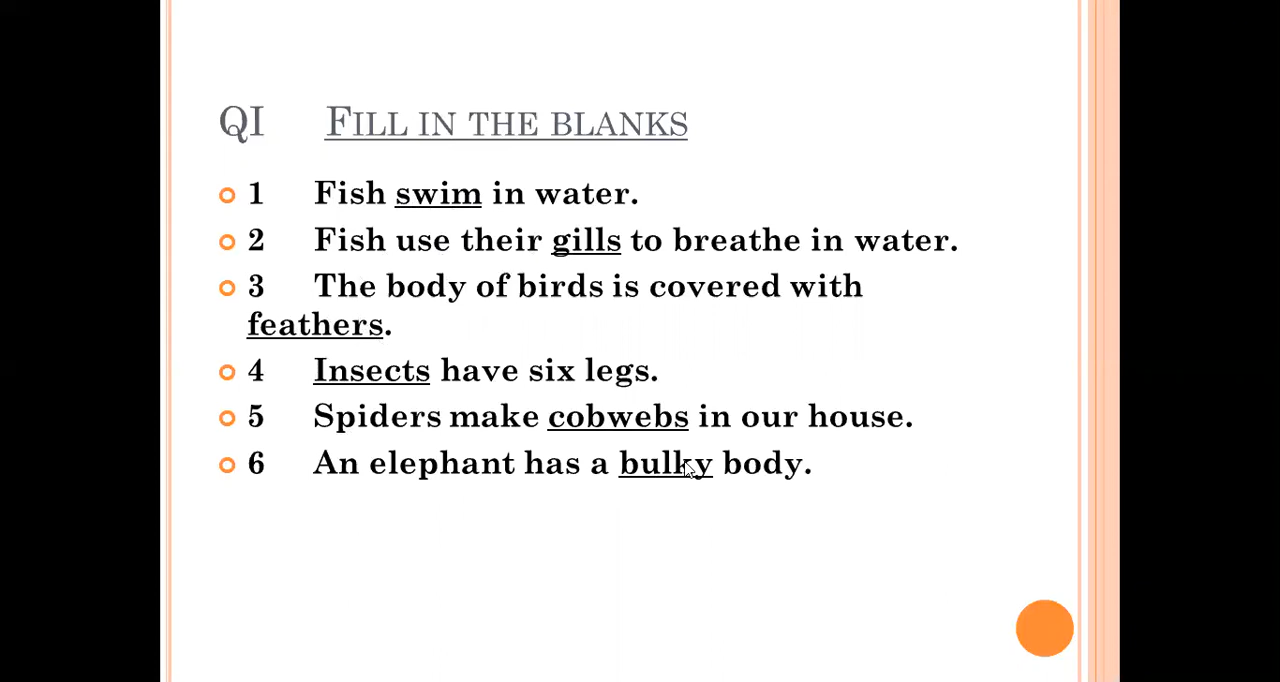 QI FILL IN THE BLANKS
1 Fish swim in water.
2 Fish use their gills to breathe in water.
3 The body of birds is covered with
feathers.
4 Insects have six legs.
5 Spiders make cobwebs in our house.
6 An elephant has a bulky body.